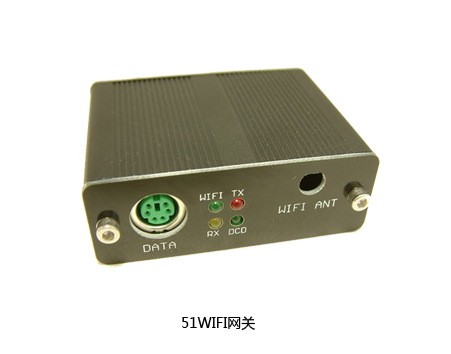 WIFI TX
WIFI ANT
DATA
RX DCD
51WIFI网关